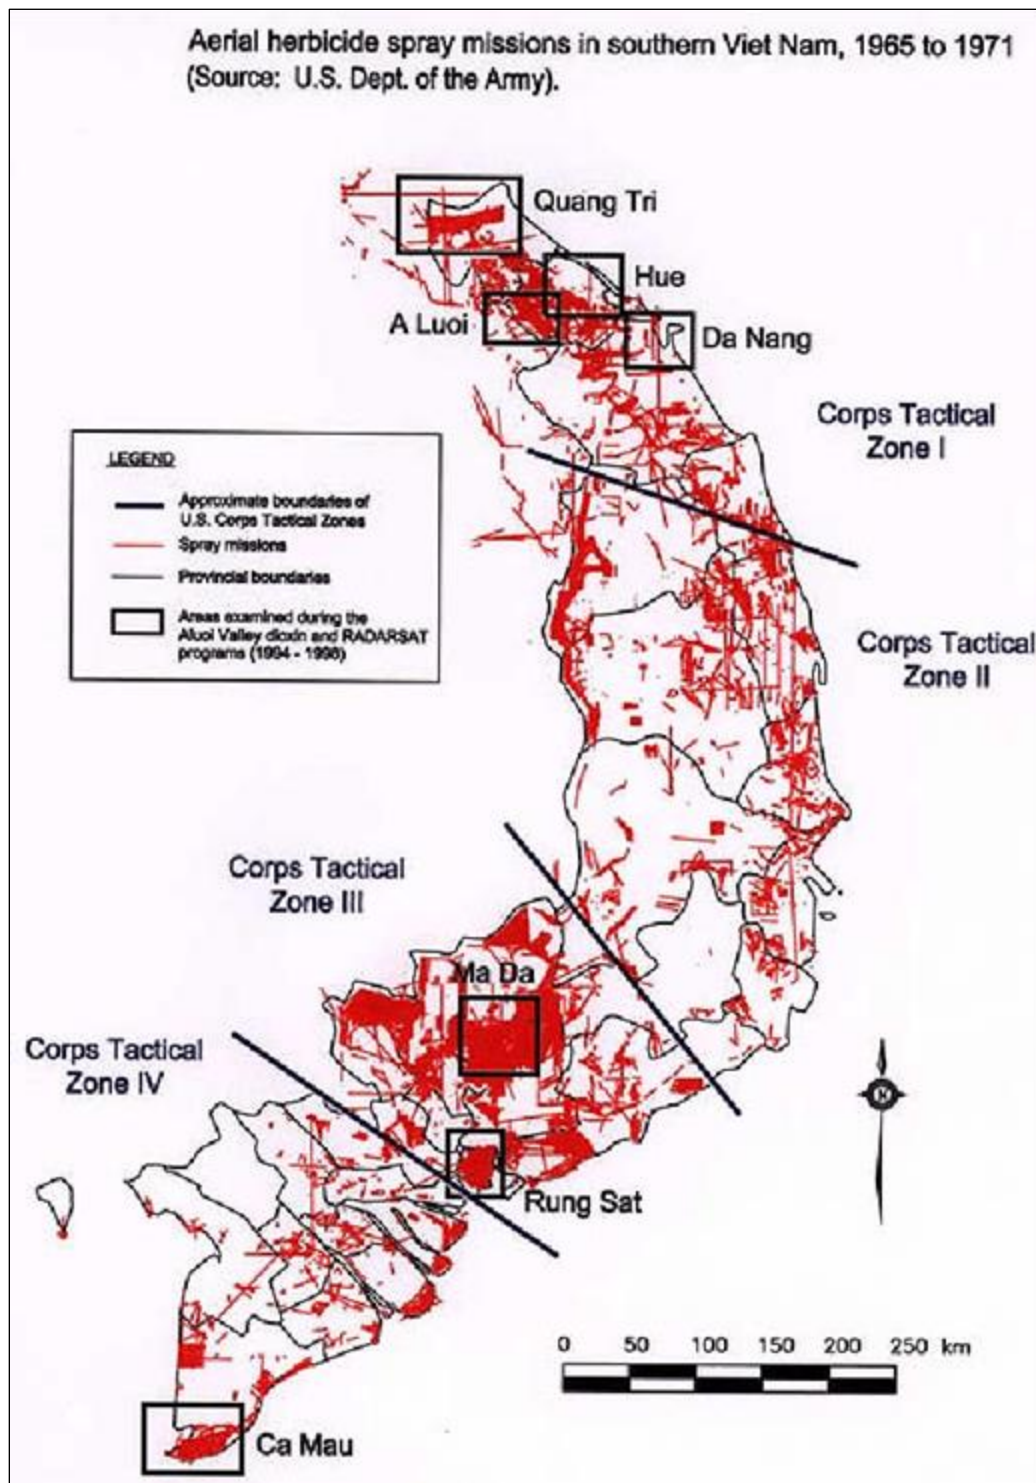 Aerial herbicide spray missions in southern Viet Nam, 1965 to 1971
(Source: U.S. Dept. of the Army).
Quang Tri
Hue
A Luoi
Da Nang
Corps Tactical
Zone I
LEGEND
Approximate boundaries of
U.S. Corps Tactical Zones
Spray missions
Provincial boundaries
Areas examined during the
Aluoi Valley dioxin and RADARSAT
programs (1994 - 1998)
Corps Tactical
Zone II
Corps Tactical
Zone III
Ma Da
Corps Tactical
Zone IV
N
Rung Sat
0 50 100 150 200 250 km
Ca Mau